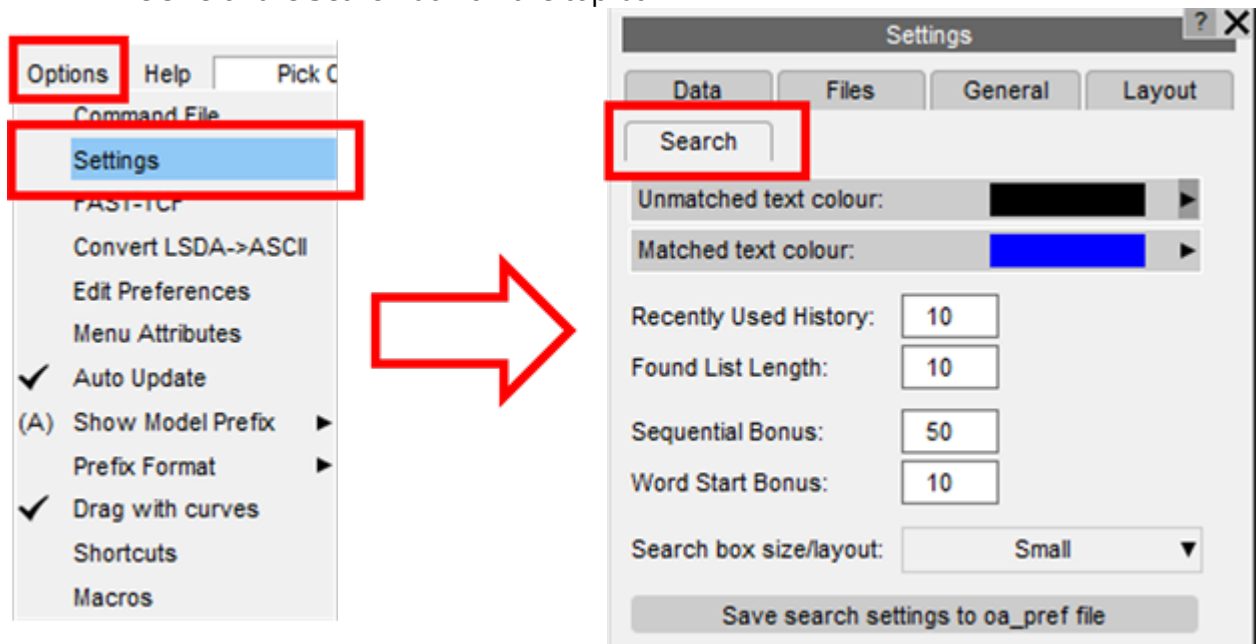 Options Help Pick
Command File
Settings
FAST-TCF
Convert LSDA->ASCII
Edit Preferences
Menu Attributes
Auto Update
(A) Show Model Prefix
Prefix Format
Drag with curves
Shortcuts
Macros
Settings ?
Data Files General Layout
Search
Unmatched text colour:
Matched text colour:
Recently Used History: 10
Found List Length: 10
Sequential Bonus: 50
Word Start Bonus: 10
Search box size/layout: Small
Save search settings to oa_pref file